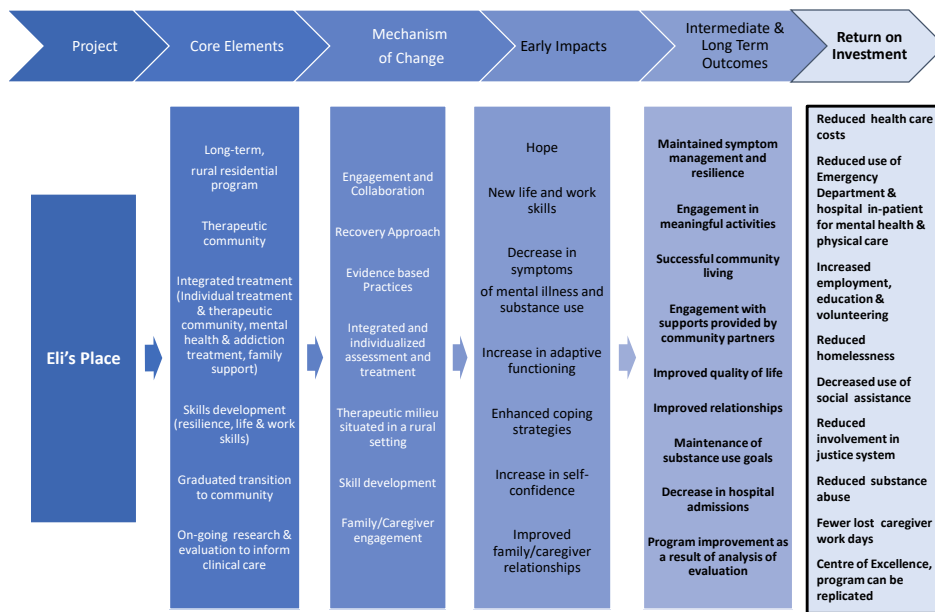 Project
Core Elements
Mechanism
of Change
Early Impacts
Intermediate &
Long Term
Outcomes
Return on
Investment
Eli's Place
Long-term,
rural residential
program
Therapeutic
community
Integrated treatment
(Individual treatment
& therapeutic
community, mental
health & addiction
treatment, family
support)
Skills development
(resilience, life & work
skills)
Graduated transition
to community
On-going research &
evaluation to inform
clinical care
Engagement and
Collaboration
Recovery Approach
Evidence based
Practices
Integrated and
individualized
assessment and
treatment
Therapeutic milieu
situated in a rural
setting
Skill development
Family/Caregiver
engagement
Hope
New life and work
skills
Decrease in
symptoms
of mental illness and
substance use
Increase in adaptive
functioning
Enhanced coping
strategies
Increase in self-
confidence
Improved
family/caregiver
relationships
Maintained symptom
management and
resilience
Engagement in
meaningful activities
Successful community
living
Engagement with
supports provided by
community partners
Improved quality of life
Improved relationships
Maintenance of
substance use goals
Decrease in hospital
admissions
Program improvement as
a result of analysis of
evaluation
Reduced health care
costs
Reduced use of
Emergency
Department &
hospital in-patient
for mental health &
physical care
Increased
employment,
education &
volunteering
Reduced
homelessness
Decreased use of
social assistance
Reduced
involvement in
justice system
Reduced substance
abuse
Fewer lost caregiver
work days
Centre of Excellence,
program can be
replicated